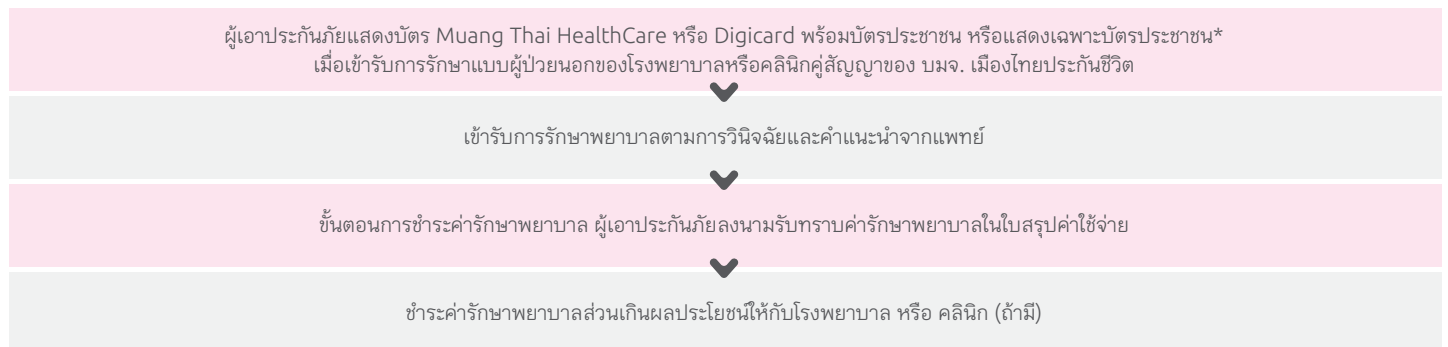 ผู้เอาประกันภัยแสดงบัตร Muang Thai HealthCare หรือ Digicard พร้อมบัตรประชาชน หรือแสดงเฉพาะบัตรประชาชน*
เมื่อเข้ารับการรักษาแบบผู้ป่วยนอกของโรงพยาบาลหรือคลินิกคู่สัญญาของ บมจ. เมืองไทยประกันชีวิต
เข้ารับการรักษาพยาบาลตามการวินิจฉัยและคำแนะนำจากแพทย์
ขั้นตอนการชำระค่ารักษาพยาบาล ผู้เอาประกันภัยลงนามรับทราบค่ารักษาพยาบาลในใบสรุปค่าใช้จ่าย
ชำระค่ารักษาพยาบาลส่วนเกินผลประโยชน์ให้กับโรงพยาบาล หรือ คลินิก (ถ้ามี)